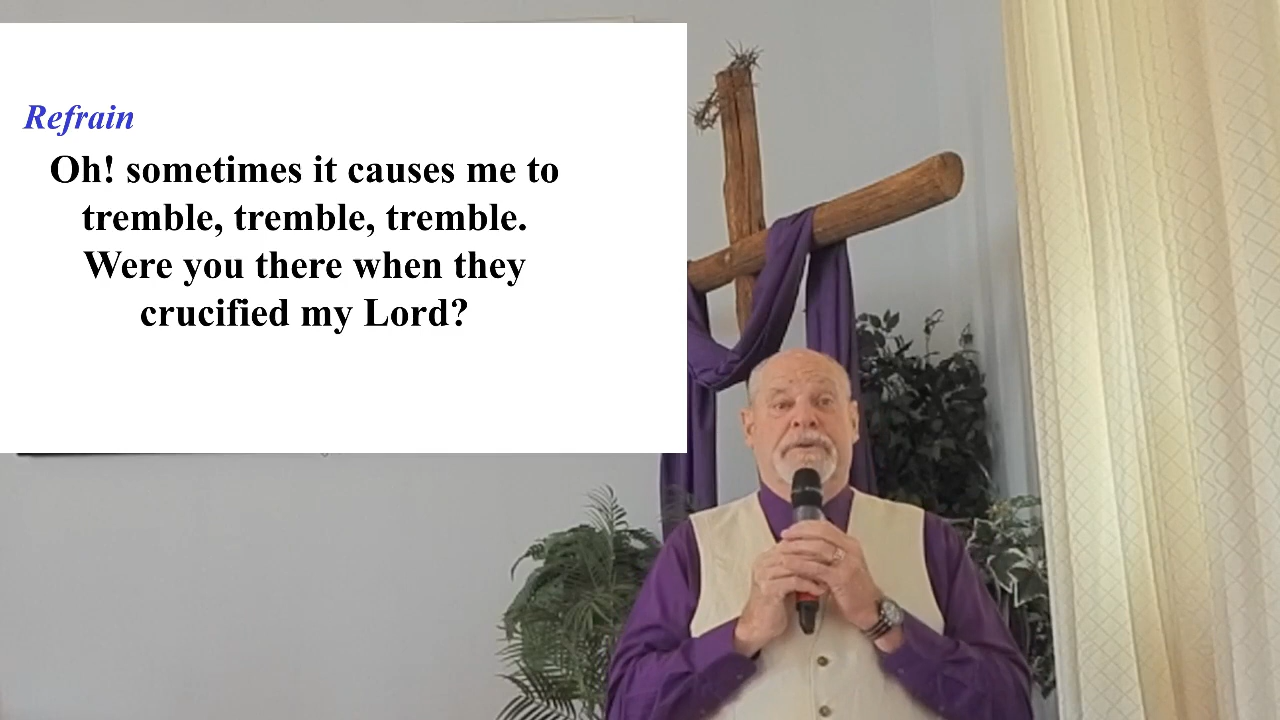 Refrain
Oh! sometimes it causes me to
tremble, tremble, tremble.
Were you there when they
crucified my Lord?